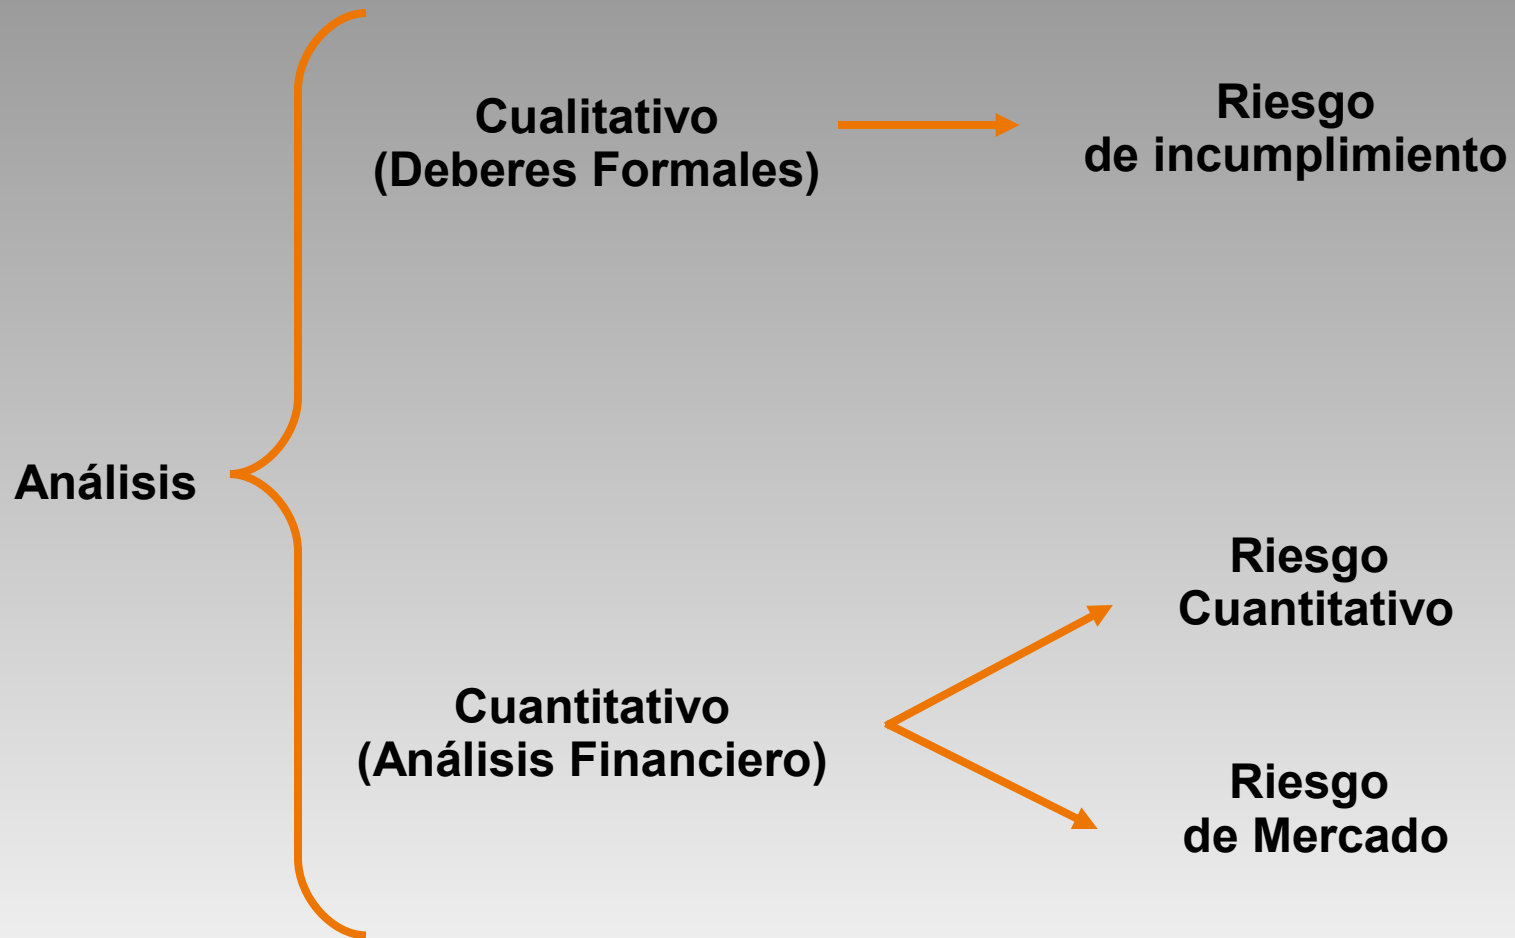 Cualitativo
(Deberes Formales)
Riesgo
de incumplimiento
Análisis
Cuantitativo
(Análisis Financiero)
Riesgo
Cuantitativo
Riesgo
de Mercado